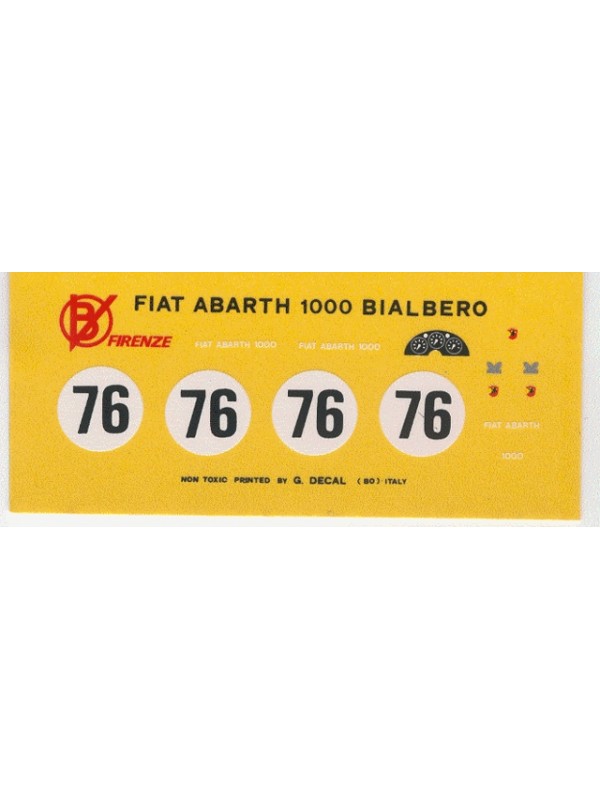 FIAT ABARTH 1000 BIALBERO
BV
FIRENZE
FIAT ABARTH 1000
FIAT ABARTH 1000
76
76
76
76
FIAT ABARTH
1000
NON TOXIC PRINTED BY G. DECAL (BO) ITALY